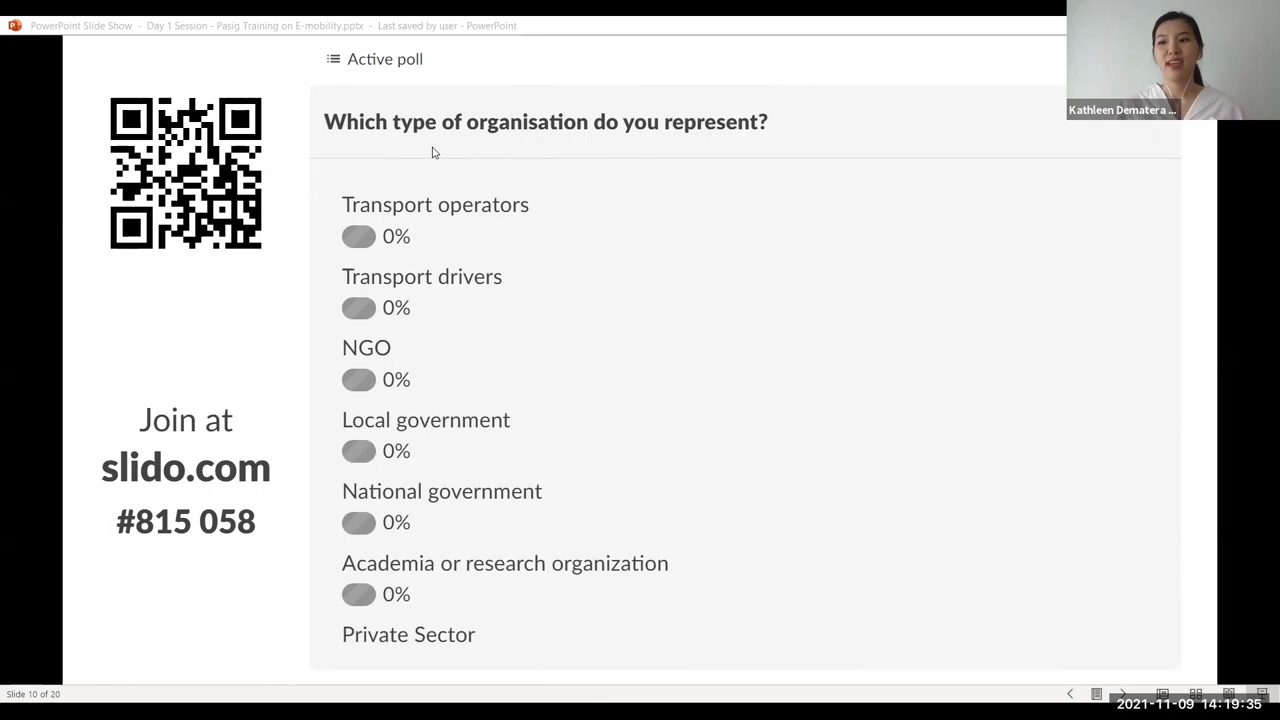 PowerPoint Slide Show - Day 1 Session - Pasig Training on E-mobility.pptx - Last saved by user - PowerPoint
Active poll
Kathleen Dematera ...
Which type of organisation do you represent?
Transport operators
0%
Transport drivers
0%
NGO
0%
Local government
0%
National government
0%
Academia or research organization
0%
Private Sector
Join at
slido.com
#815 058
Slide 10 of 20
2021-11-09 14:19:35